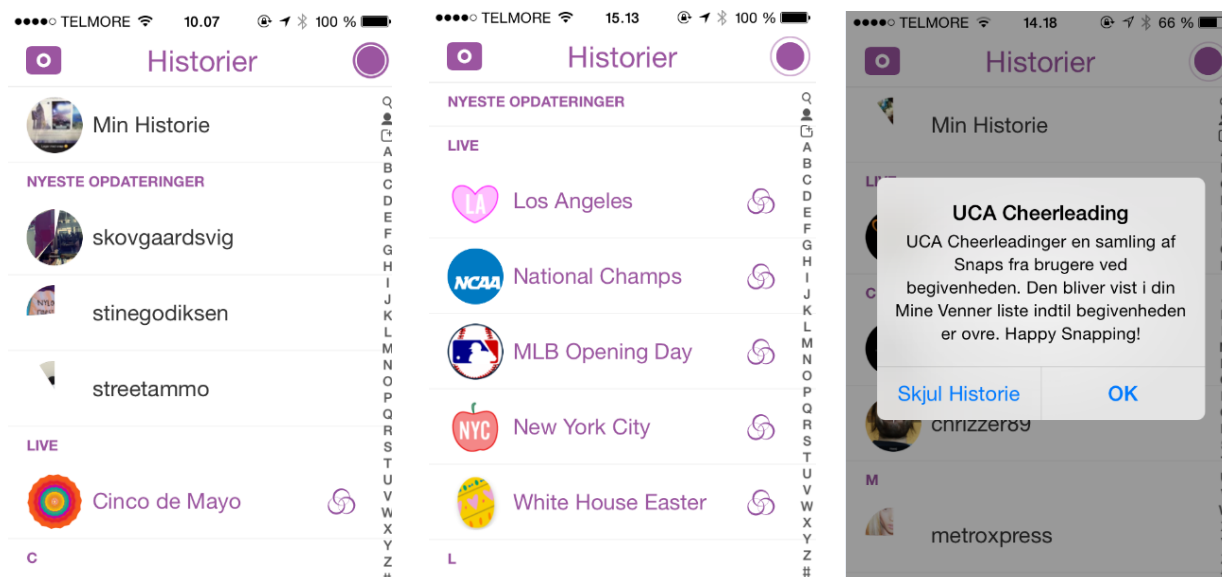 TELMORE 10.07 100 %
Historier
Min Historie
NYESTE OPDATERINGER
skovgaardsvig
stinegodiksen
streetammo
LIVE
Cinco de Mayo
C
A
B
C
D
E
F
G
H
I
J
K
L
M
N
O
P
Q
R
S
T
U
V
W
X
Y
Z
#
TELMORE 15.13 100 %
Historier
NYESTE OPDATERINGER
LIVE
LA
Los Angeles
NCAA
National Champs
MLB Opening Day
NYC
New York City
White House Easter
L
A
B
C
D
E
F
G
H
I
J
K
L
M
N
O
P
Q
R
S
T
U
V
W
X
Y
Z
#
TELMORE 14.18 66 %
Historier
Min Historie
UCA Cheerleading
UCA Cheerleadinger en samling af
Snaps fra brugere ved
begivenheden. Den bliver vist i din
Mine Venner liste indtil begivenheden
er ovre. Happy Snapping!
Skjul Historie OK
C
chrizzer89
M
metroxpress